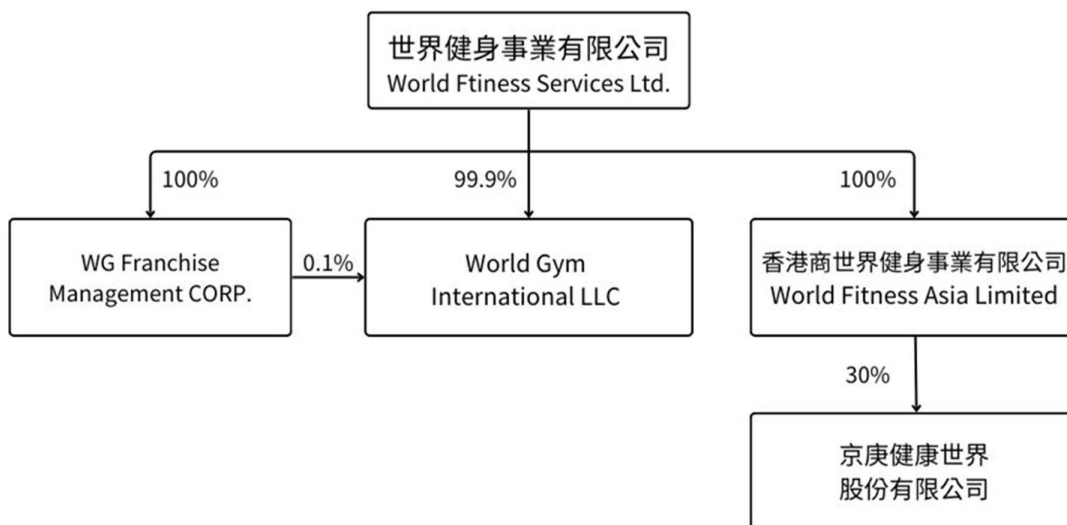 世界健身事業有限公司
World Ftiness Services Ltd.
100%
99.9%
100%
WG Franchise
Management CORP.
0.1%
World Gym
International LLC
香港商世界健身事業有限公司
World Fitness Asia Limited
30%
京庚健康世界
股份有限公司